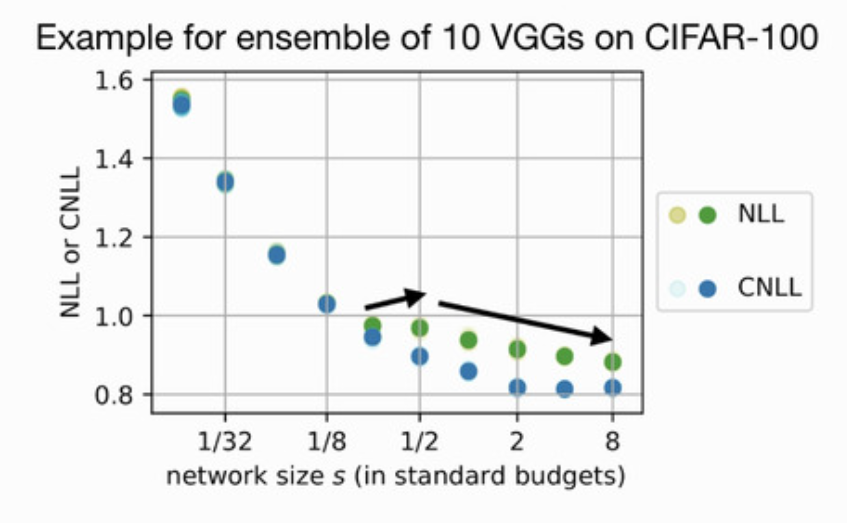 Example for ensemble of 10 VGGs on CIFAR-100
1.6
1.4
1.2
1.0
0.8
NLL or CNLL
1/32 1/8 1/2 2 8
network size s (in standard budgets)
NLL
CNLL